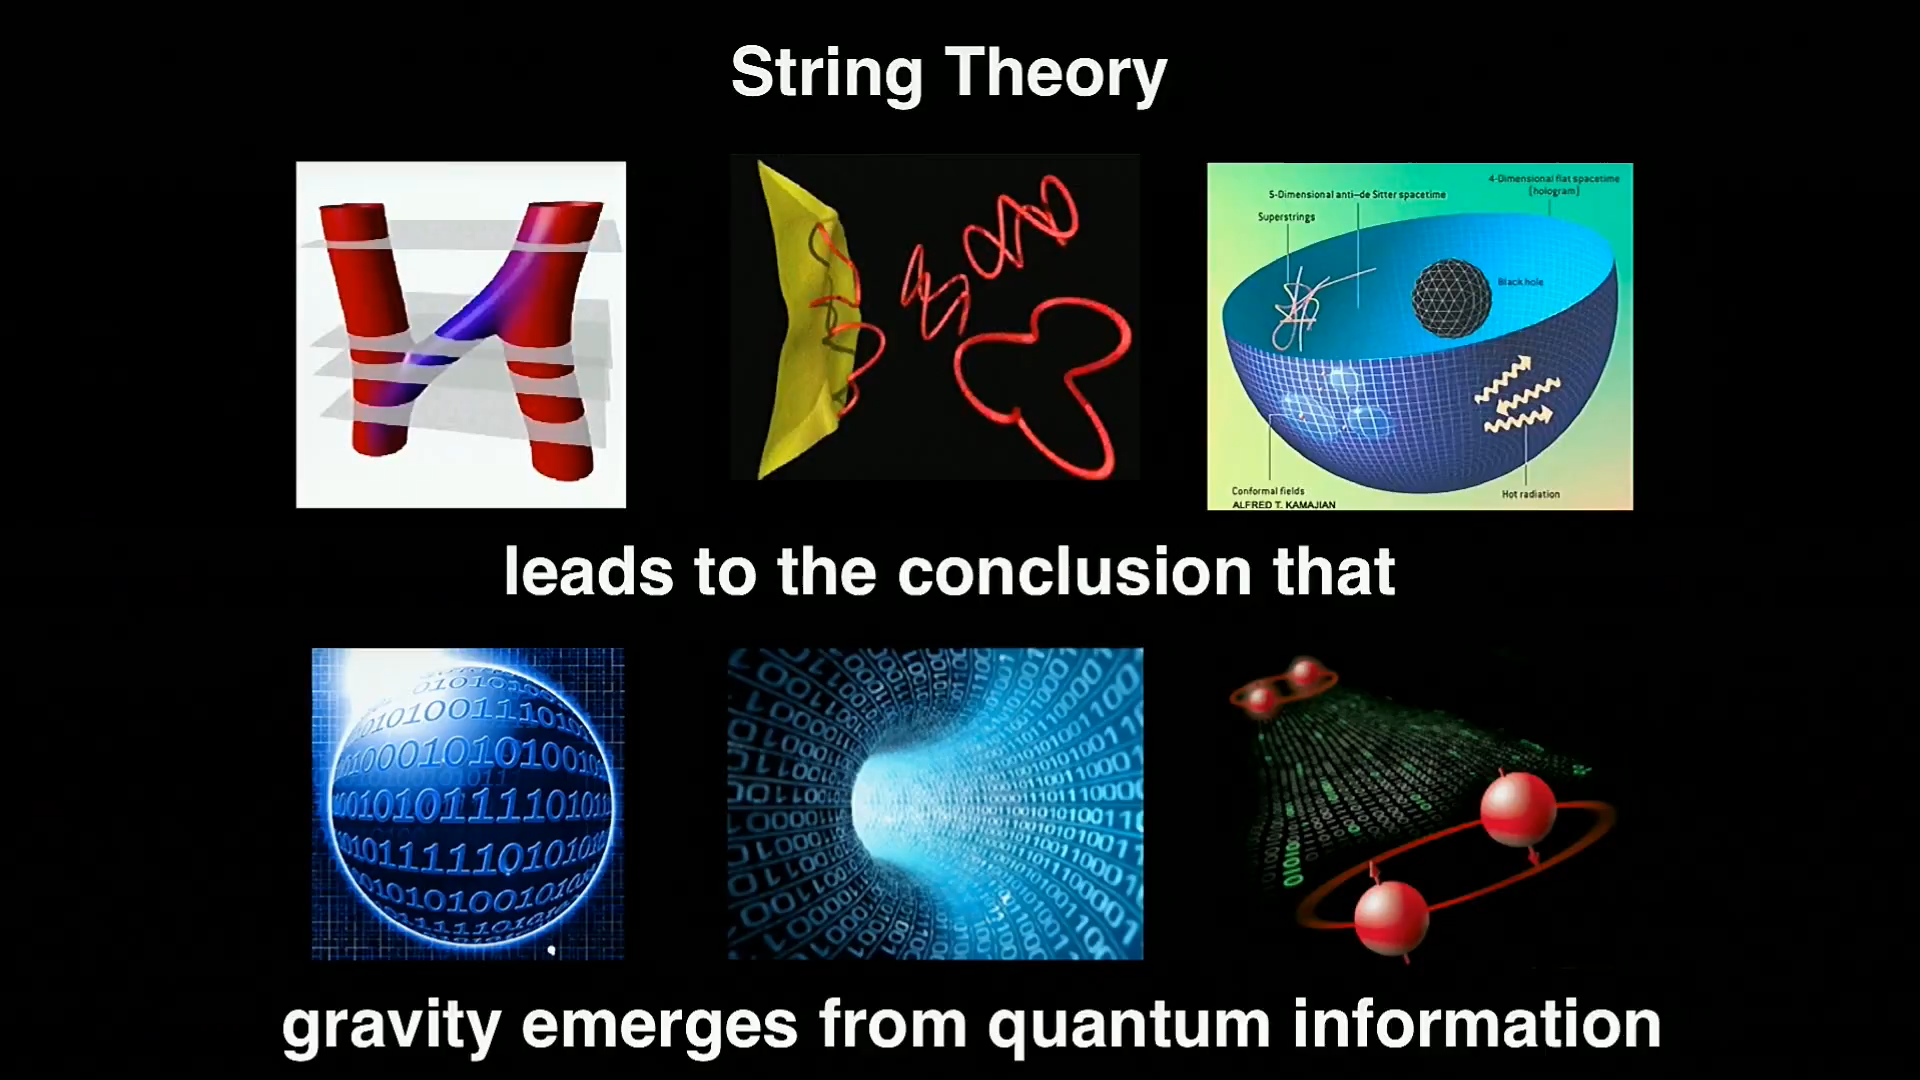 String Theory
4-Dimensional flat spacetime
(hologram)
5-Dimensional anti-de Sitter spacetime
Superstrings
Black hole
Conformal fields
Hot radiation
ALFRED T. KAMAJIAN
leads to the conclusion that
gravity emerges from quantum information